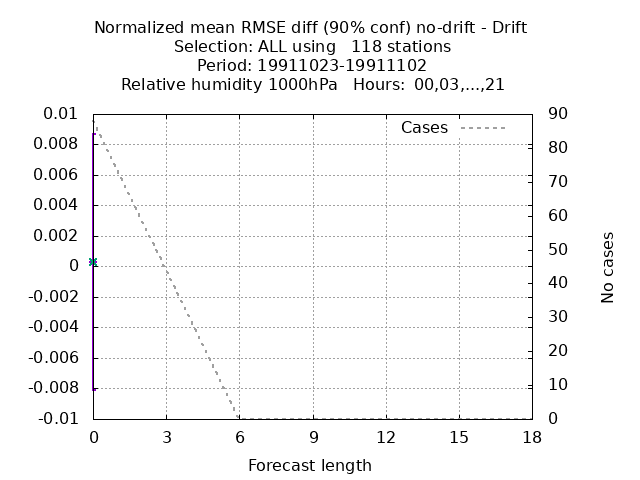 Normalized mean RMSE diff (90% conf) no-drift - Drift
Selection: ALL using 118 stations
Period: 19911023-19911102
Relative humidity 1000hPa Hours: 00,03,...,21
Cases
0.01
0.008
0.006
0.004
0.002
0
-0.002
-0.004
-0.006
-0.008
-0.01
90
80
70
60
50
40
30
20
10
0
No cases
0 3 6 9 12 15 18
Forecast length